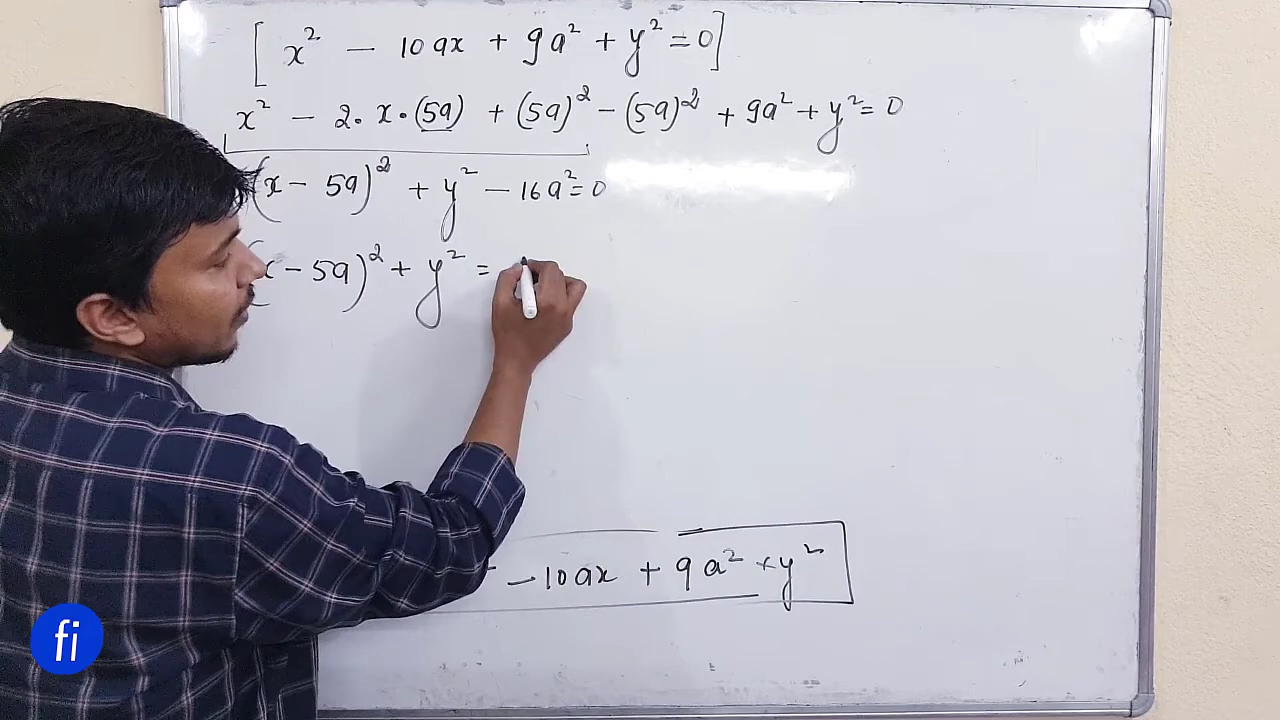 [x² - 10ax + 9a² + y² = 0]
x² - 2·x·(5a) + (5a)² - (5a)² + 9a² + y² = 0
(x - 5a)² + y² - 16a² = 0
(x - 5a)² + y² =
- 10ax + 9a² + y²
fi